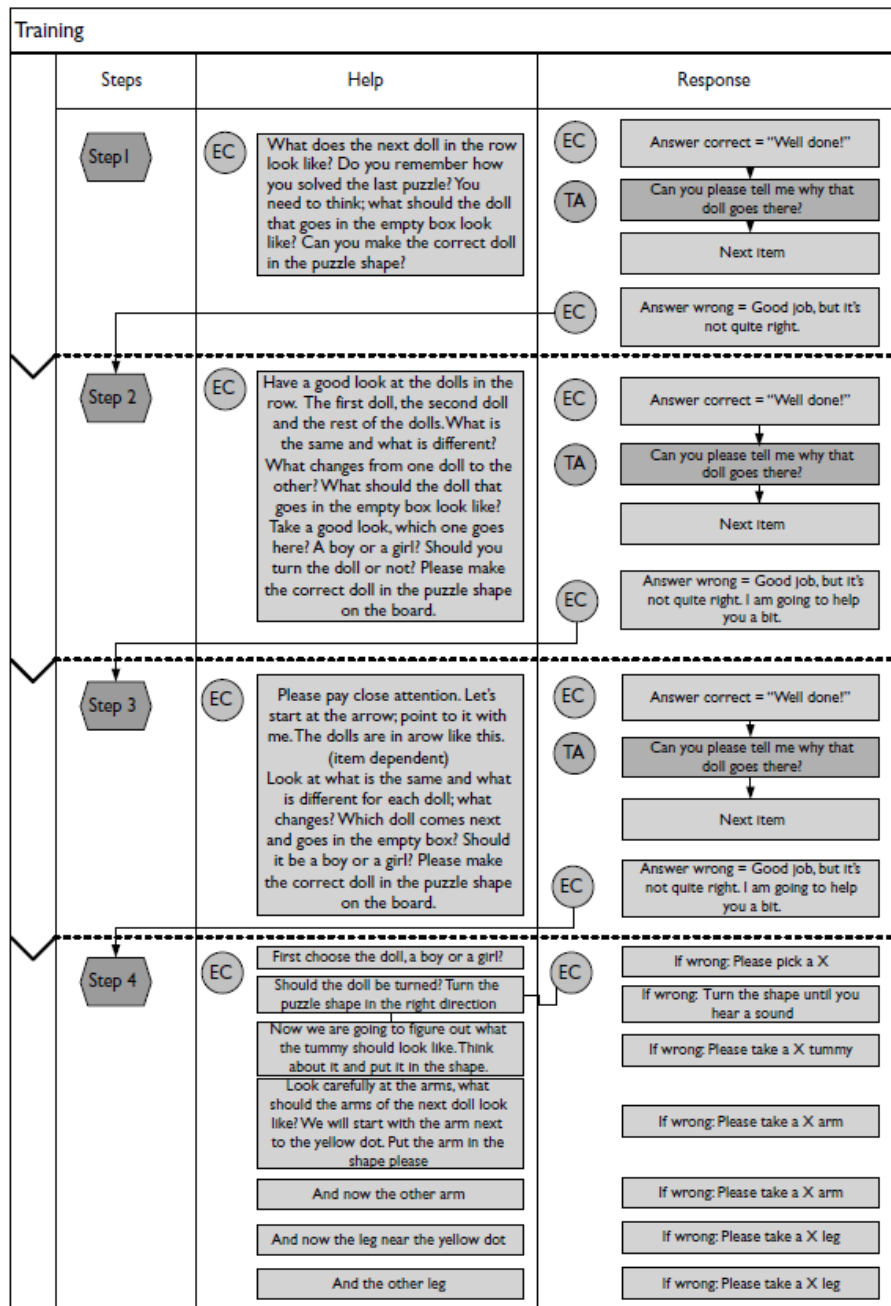 Training
Steps
Help
Response
Step1
EC
What does the next doll in the row
look like? Do you remember how
you solved the last puzzle? You
need to think; what should the doll
that goes in the empty box look
like? Can you make the correct doll
in the puzzle shape?
EC
Answer correct = “Well done!”
TA
Can you please tell me why that
doll goes there?
Next item
EC
Answer wrong = Good job, but it's
not quite right.
Step 2
EC
Have a good look at the dolls in the
row. The first doll, the second doll
and the rest of the dolls. What is
the same and what is different?
What changes from one doll to the
other? What should the doll that
goes in the empty box look like?
Take a good look, which one goes
here? A boy or a girl? Should you
turn the doll or not? Please make
the correct doll in the puzzle shape
on the board.
EC
Answer correct = “Well done!”
TA
Can you please tell me why that
doll goes there?
Next item
EC
Answer wrong = Good job, but it's
not quite right. I am going to help
you a bit.
Step 3
EC
Please pay close attention. Let's
start at the arrow; point to it with
me. The dolls are in arow like this.
(item dependent)
Look at what is the same and what
is different for each doll; what
changes? Which doll comes next
and goes in the empty box? Should
it be a boy or a girl? Please make
the correct doll in the puzzle shape
on the board.
EC
Answer correct = “Well done!”
TA
Can you please tell me why that
doll goes there?
Next item
EC
Answer wrong = Good job, but it's
not quite right. I am going to help
you a bit.
Step 4
EC
First choose the doll, a boy or a girl?
Should the doll be turned? Turn the
puzzle shape in the right direction
Now we are going to figure out what
the tummy should look like. Think
about it and put it in the shape.
Look carefully at the arms, what
should the arms of the next doll look
like? We will start with the arm next
to the yellow dot. Put the arm in the
shape please
And now the other arm
And now the leg near the yellow dot
And the other leg
EC
If wrong: Please pick a X
If wrong: Turn the shape until you
hear a sound
If wrong: Please take a X tummy
If wrong: Please take a X arm
If wrong: Please take a X arm
If wrong: Please take a X leg
If wrong: Please take a X leg